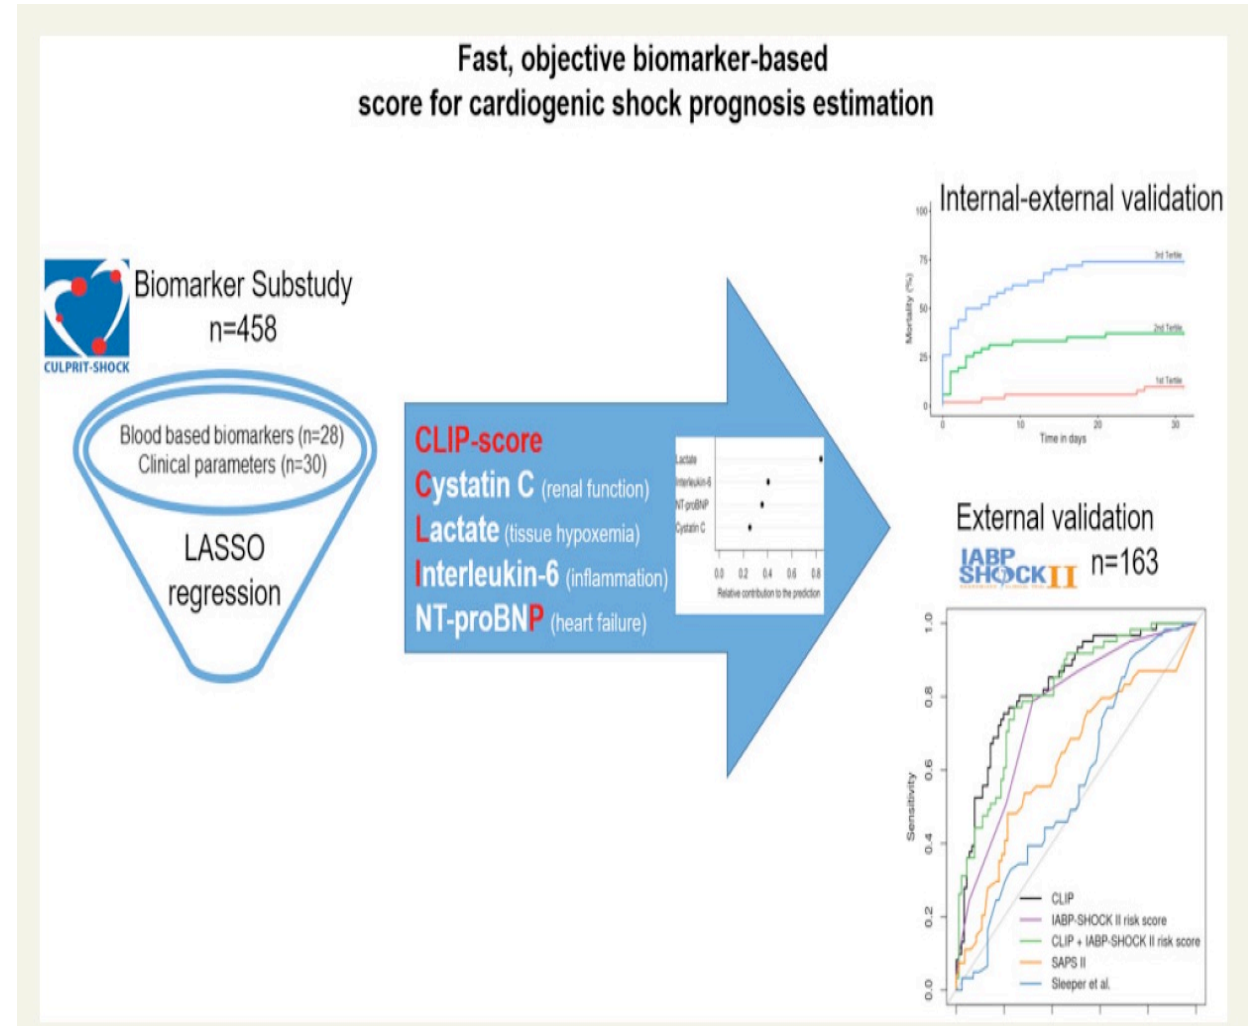 Fast, objective biomarker-based
score for cardiogenic shock prognosis estimation
CULPRIT-SHOCK
Biomarker Substudy
n=458
Blood based biomarkers (n=28)
Clinical parameters (n=30)
LASSO
regression
CLIP-score
Cystatin C (renal function)
Lactate (tissue hypoxemia)
Interleukin-6 (inflammation)
NT-proBNP (heart failure)
Lactate
Interleukin-6
NT-proBNP
Cystatin C
0.0 0.2 0.4 0.6 0.8
Relative contribution to the prediction
Internal-external validation
Mortality (%)
100
75
50
25
0
3rd Tertile
2nd Tertile
1st Tertile
0 10 20 30
Time in days
External validation
IABP
SHOCK II
n=163
Sensitivity
1.0
0.8
0.6
0.4
0.2
0.0
CLIP
IABP-SHOCK II risk score
CLIP + IABP-SHOCK II risk score
SAPS II
Sleeper et al.